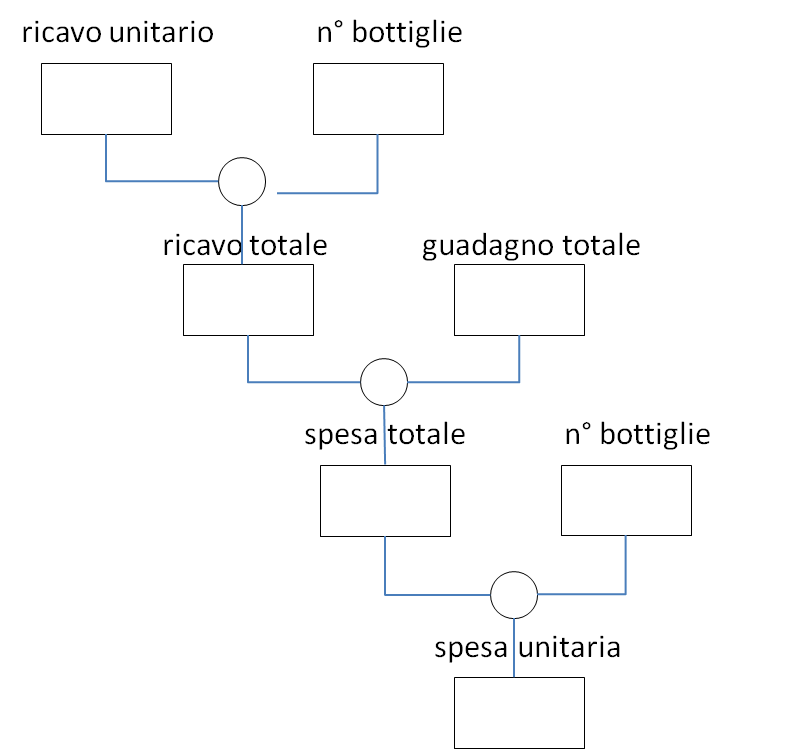 ricavo unitario
n° bottiglie
ricavo totale
guadagno totale
spesa totale
n° bottiglie
spesa unitaria